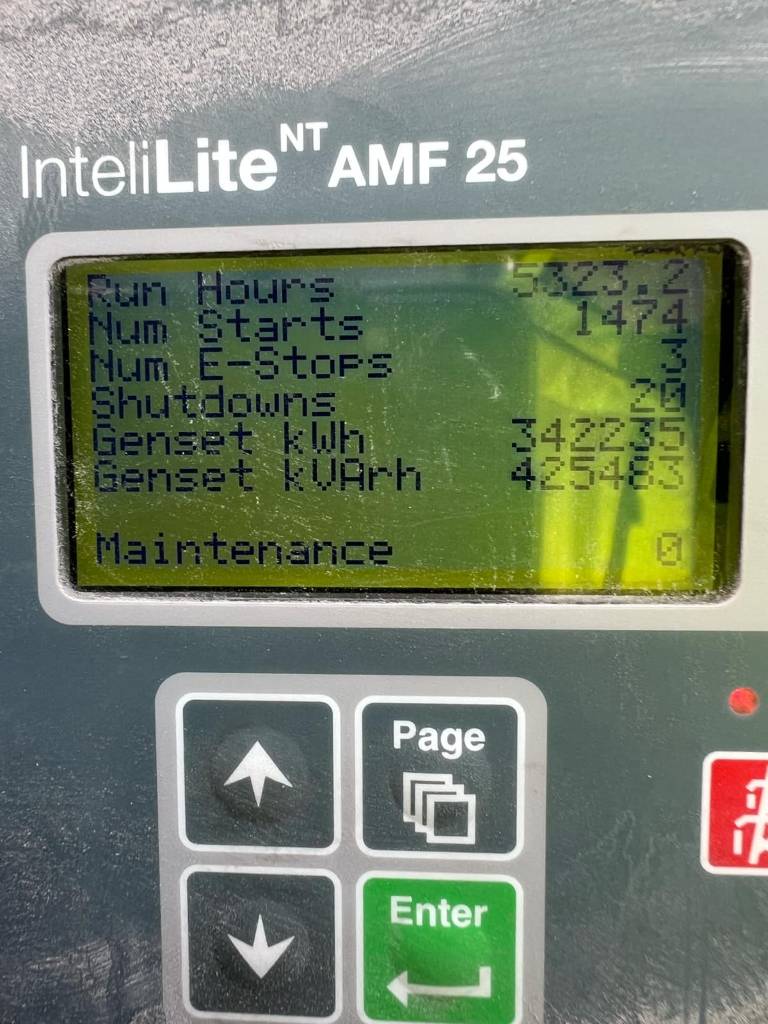 InteliLite NT AMF 25
Run Hours 5323.2
Num Starts 1474
Num E-Stops 3
Shutdowns 20
Genset kWh 342235
Genset kVArh 425483
Maintenance 0
Page
Enter